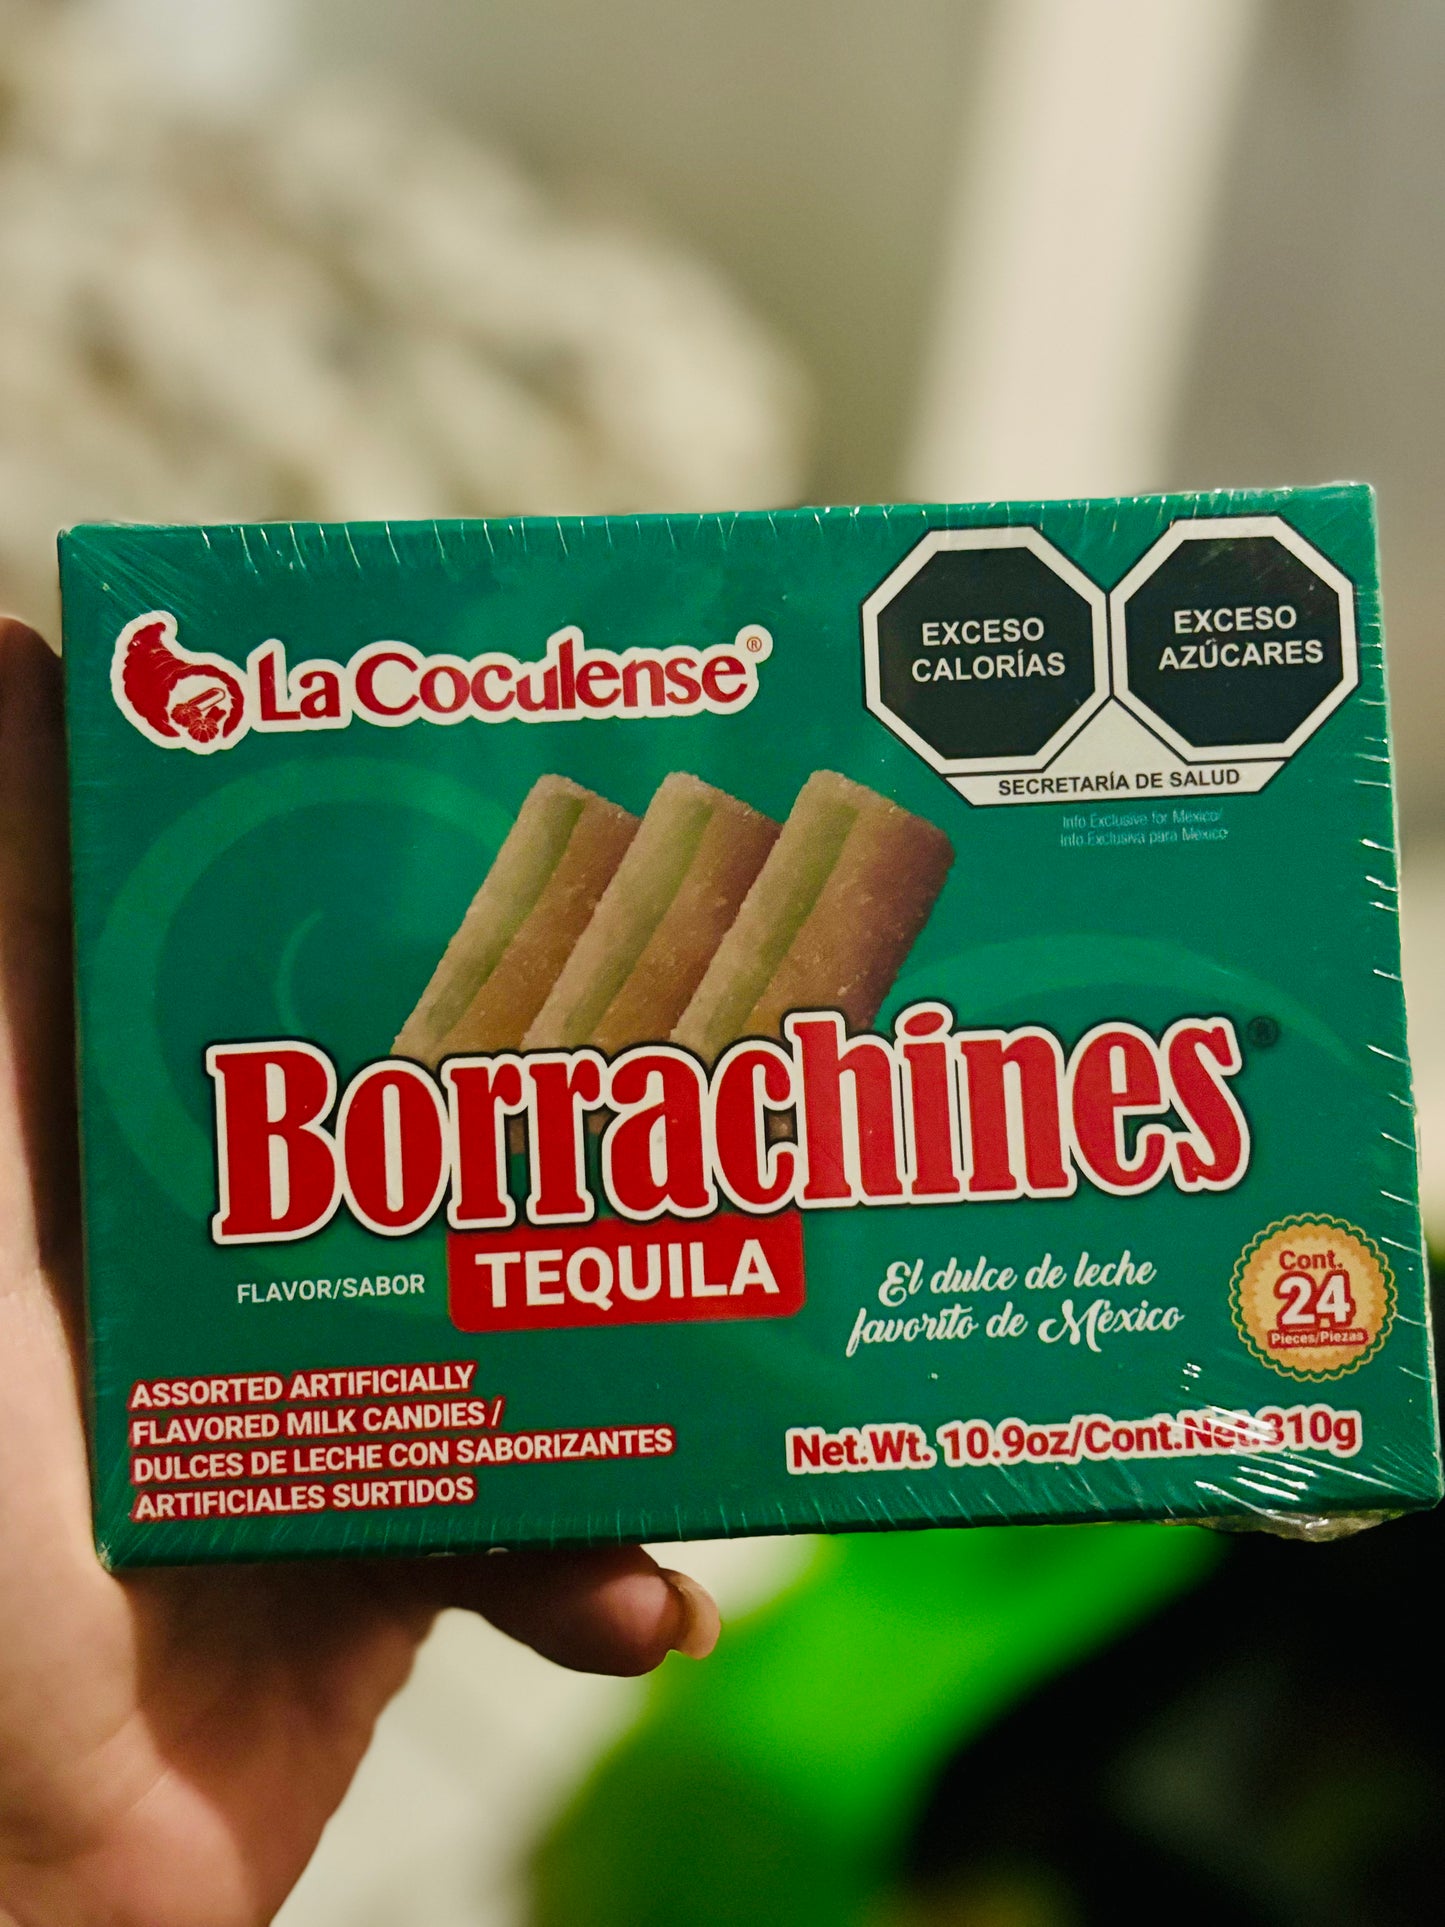 La Coculense®
EXCESO
CALORÍAS
EXCESO
AZÚCARES
SECRETARÍA DE SALUD
Info Exclusive for Mexico/
Info Exclusiva para Mexico
Borrachines®
FLAVOR/SABOR
TEQUILA
El dulce de leche
favorito de México
Cont.
24
Pieces/Piezas
ASSORTED ARTIFICIALLY
FLAVORED MILK CANDIES /
DULCES DE LECHE CON SABORIZANTES
ARTIFICIALES SURTIDOS
Net.Wt. 10.9oz/Cont.Net.310g